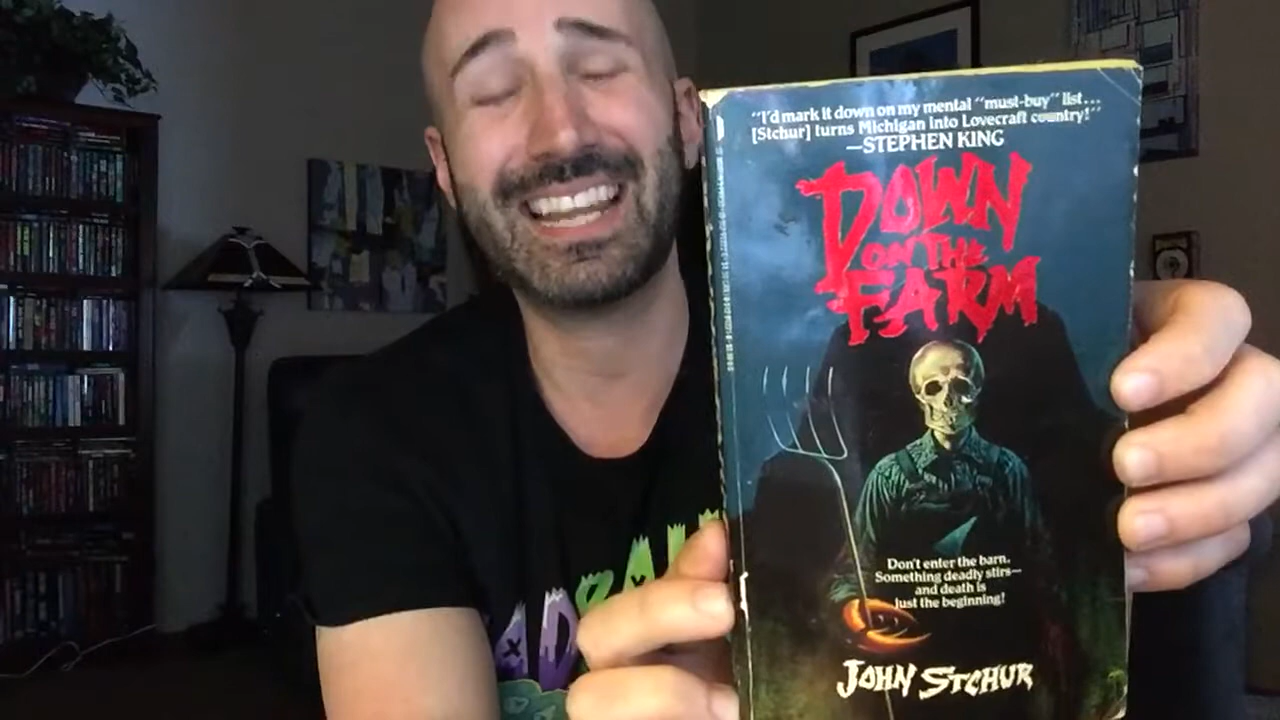 "I'd mark it down on my mental "must-buy" list...
[Stchur] turns Michigan into Lovecraft country!"
—STEPHEN KING
DOWN
ON THE
FARM
Don't enter the barn.
Something deadly stirs—
and death is
just the beginning!
JOHN STCHUR